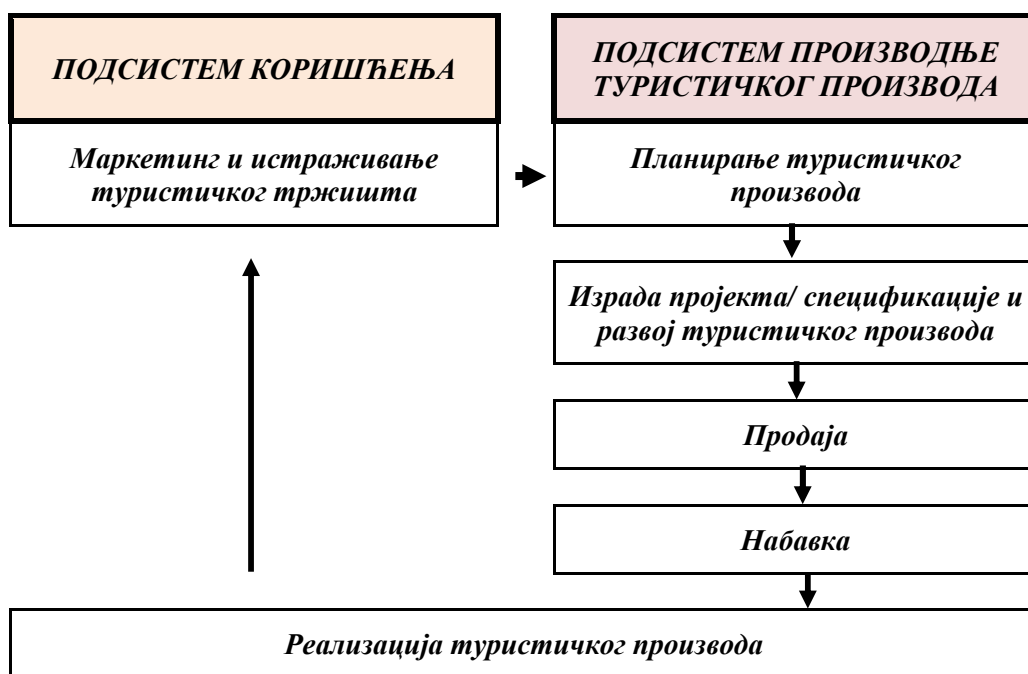 ПОДСИСТЕМ КОРИШЋЕЊА
ПОДСИСТЕМ ПРОИЗВОДЊЕ
ТУРИСТИЧКОГ ПРОИЗВОДА
Маркетинг и истраживање
туристичког тржишта
Планирање туристичког
производа
Израда пројекта/ спецификације и
развој туристичког производа
Продаја
Набавка
Реализација туристичког производа